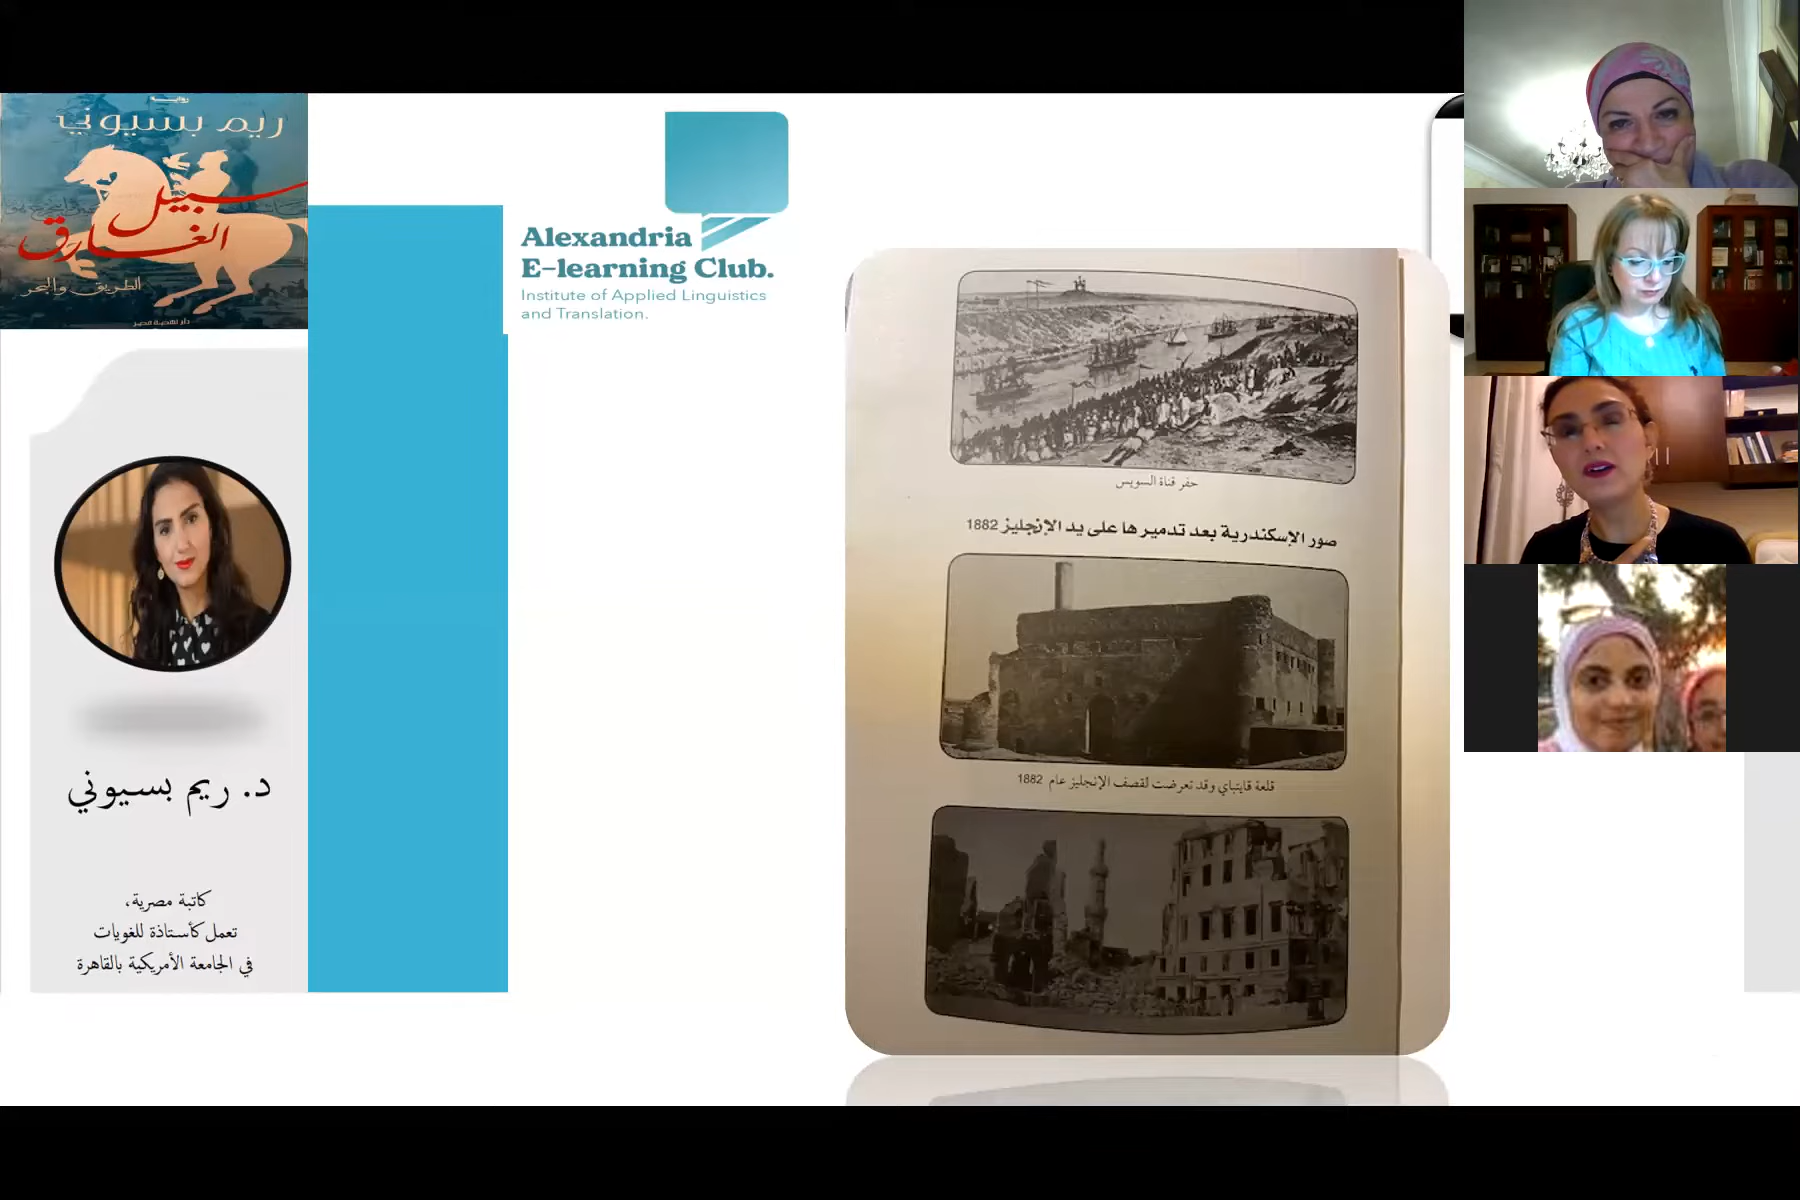 رواية
ريم بسيوني
سبيل
الغارق
الطريق والبحر
دار نهضة مصر
Alexandria
E-learning Club.
Institute of Applied Linguistics
and Translation.
د. ريم بسيوني
كاتبة مصرية،
تعمل كأستاذة للغويات
في الجامعة الأمريكية بالقاهرة
حفر قناة السويس
صور الإسكندرية بعد تدميرها على يد الإنجليز 1882
قلعة قايتباي وقد تعرضت لقصف الإنجليز عام 1882